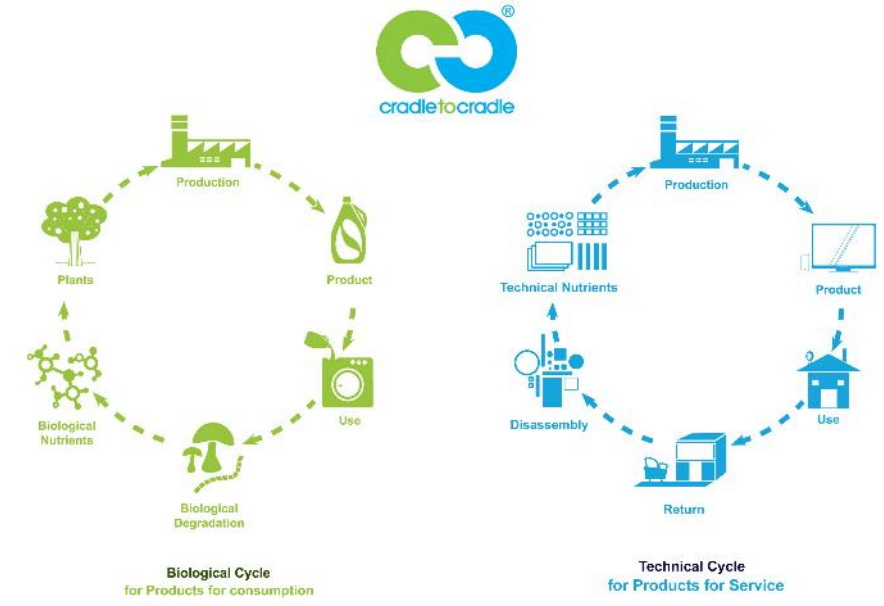 ®
cradletocradle
Production
Plants
Product
Biological
Nutrients
Use
Biological
Degradation
Biological Cycle
for Products for consumption
Production
Technical Nutrients
Product
Disassembly
Use
Return
Technical Cycle
for Products for Service